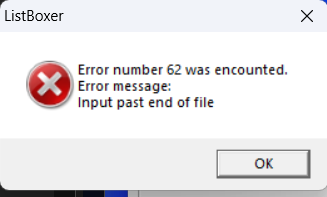 ListBoxer
Error number 62 was encounted.
Error message:
Input past end of file
OK